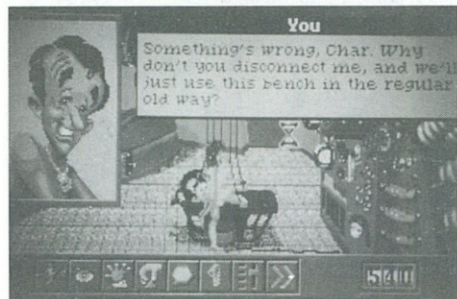 You
Something's wrong, Char. Why
don't you disconnect me, and we'll
just use this bench in the regular
old way?
540